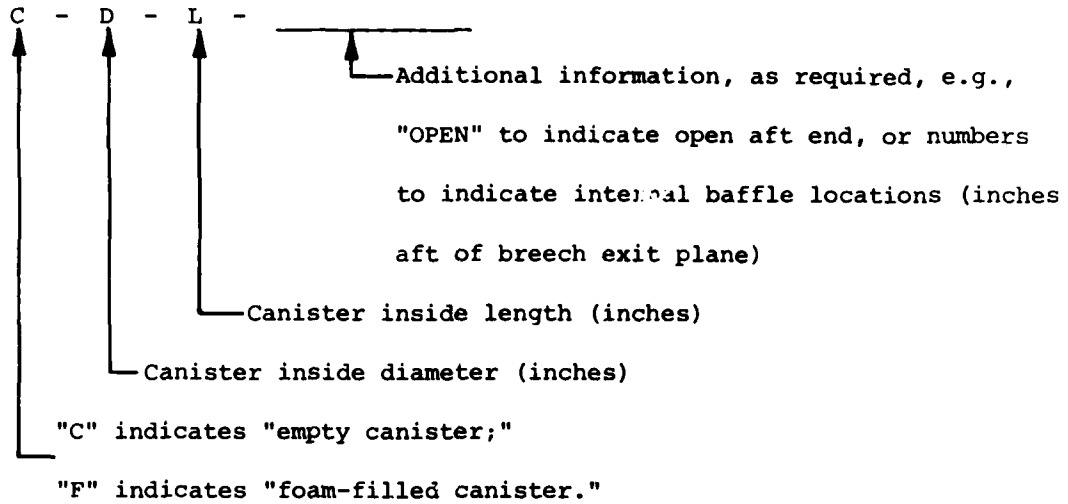 C - D - L -
Additional information, as required, e.g.,
"OPEN" to indicate open aft end, or numbers
to indicate internal baffle locations (inches
aft of breech exit plane)
Canister inside length (inches)
Canister inside diameter (inches)
"C" indicates "empty canister;"
"F" indicates "foam-filled canister."